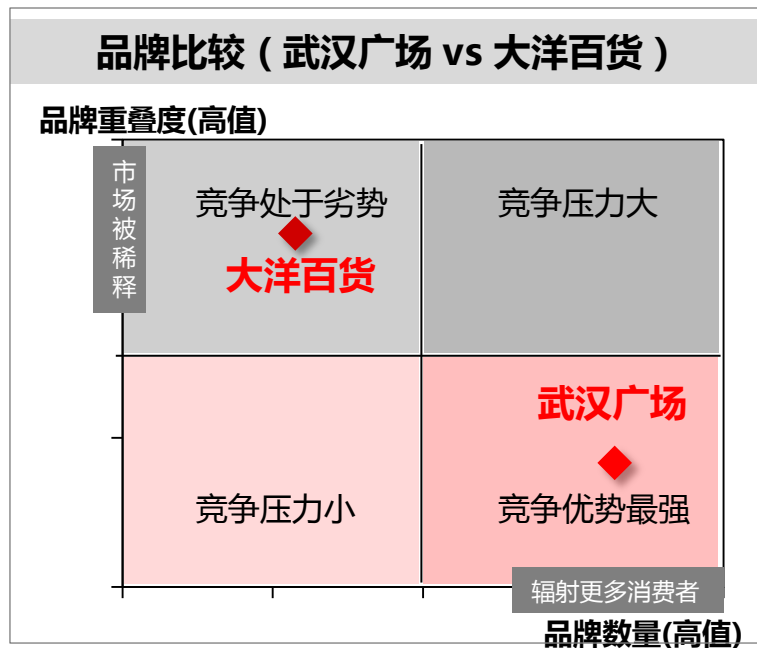 品牌比较（武汉广场 vs 大洋百货）
品牌重叠度(高值)
市场被稀释
竞争处于劣势
竞争压力大
大洋百货
武汉广场
竞争压力小
竞争优势最强
辐射更多消费者
品牌数量(高值)